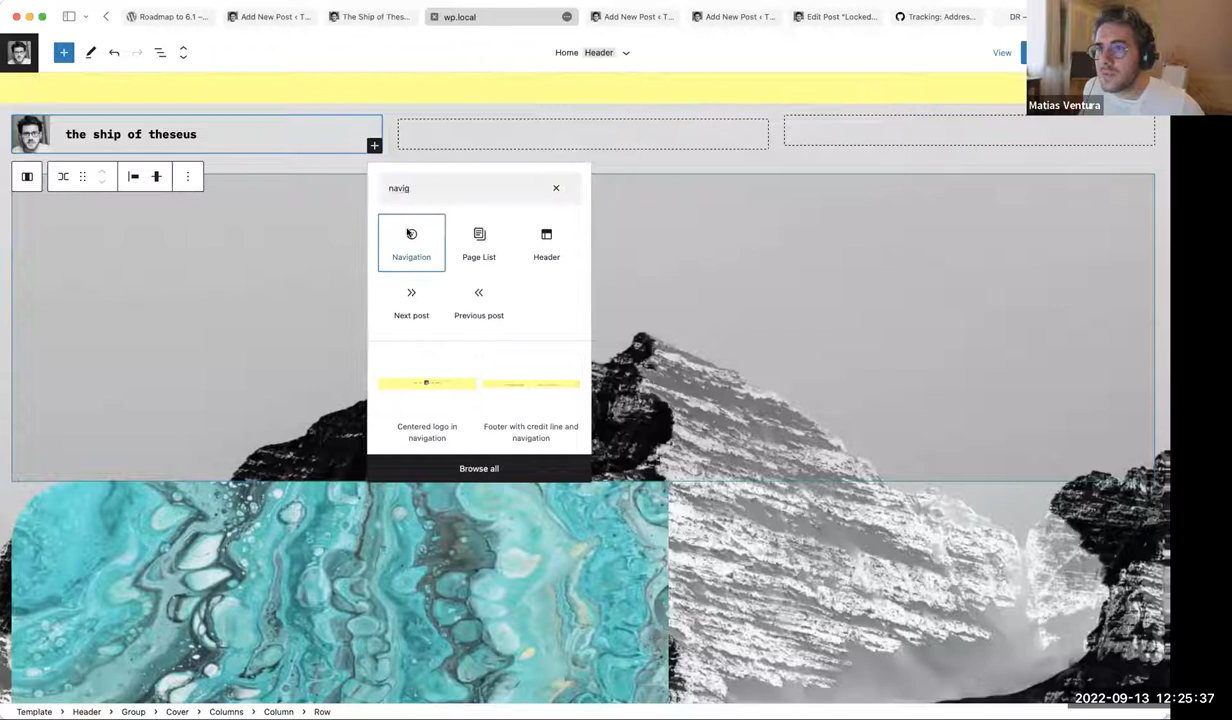 Roadmap to 6.1 –...
Add New Post ‹ T...
The Ship of Thes...
wp.local
Add New Post ‹ T...
Add New Post ‹ T...
Edit Post "Locked...
Tracking: Addres...
DR –
Home Header
View
Matias Ventura
the ship of theseus
navig
Navigation
Page List
Header
Next post
Previous post
Centered logo in
navigation
Footer with credit line and
navigation
Browse all
2022-09-13 12:25:37
Template > Header > Group > Cover > Columns > Column > Row